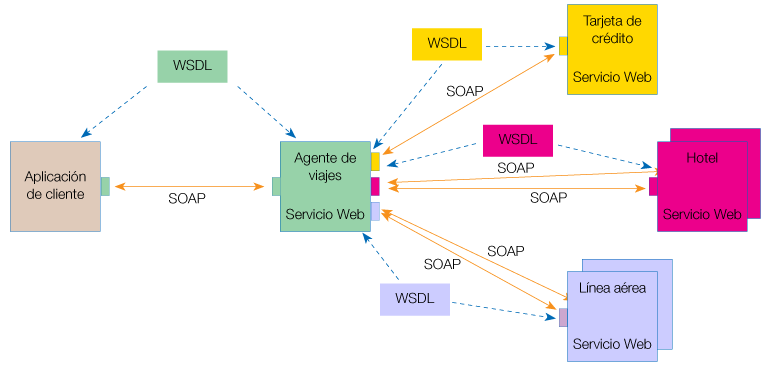 WSDL
Aplicación
de cliente
SOAP
Agente de
viajes
Servicio Web
WSDL
SOAP
Tarjeta de
crédito
Servicio Web
WSDL
SOAP
SOAP
Hotel
Servicio Web
WSDL
SOAP
SOAP
Línea aérea
Servicio Web